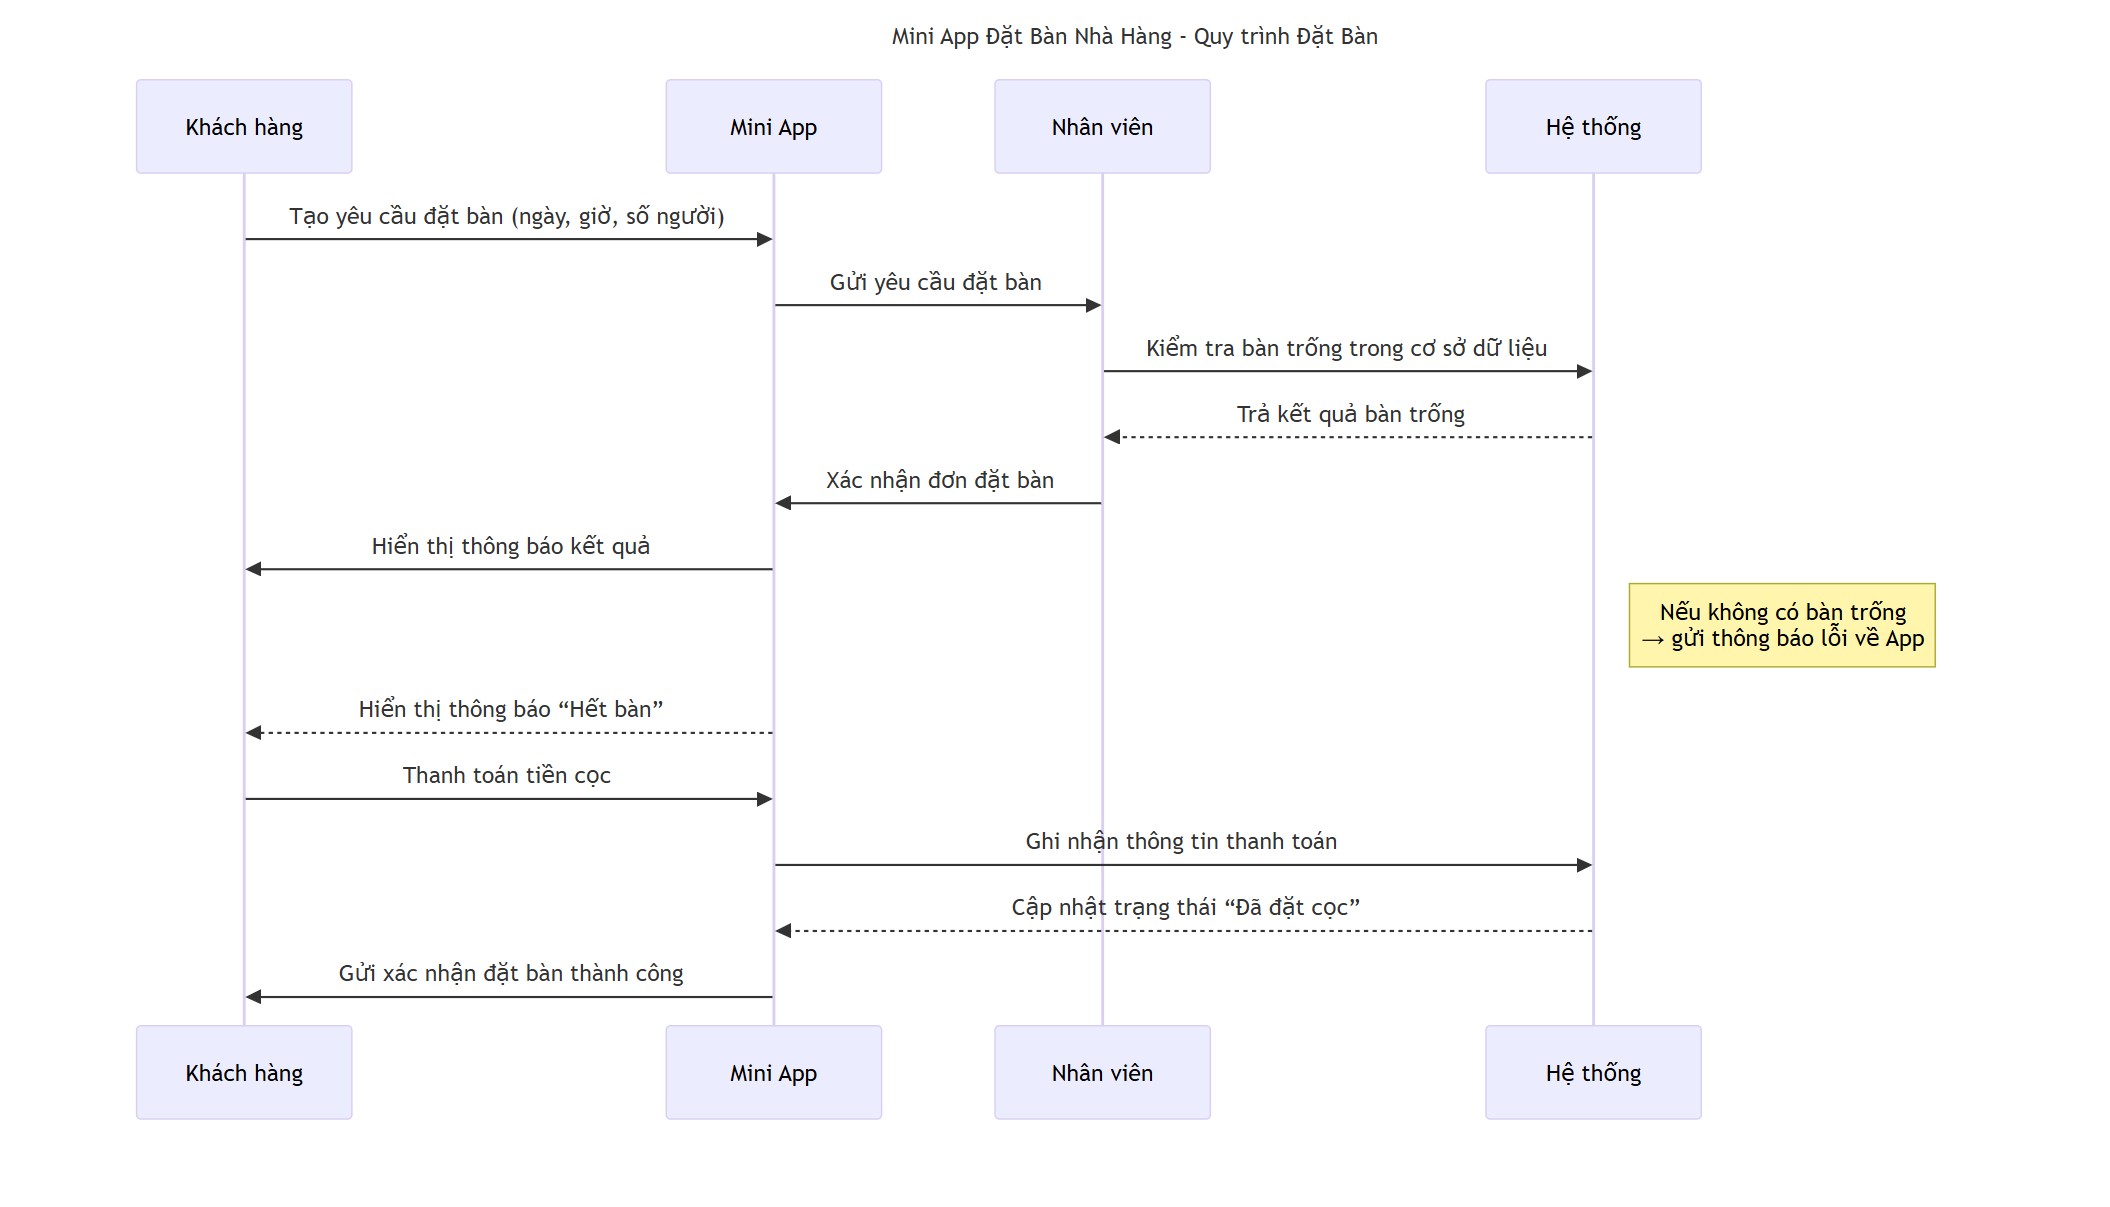 Mini App Đặt Bàn Nhà Hàng - Quy trình Đặt Bàn
Khách hàng
Mini App
Nhân viên
Hệ thống
Tạo yêu cầu đặt bàn (ngày, giờ, số người)
Gửi yêu cầu đặt bàn
Kiểm tra bàn trống trong cơ sở dữ liệu
Trả kết quả bàn trống
Xác nhận đơn đặt bàn
Hiển thị thông báo kết quả
Nếu không có bàn trống
→ gửi thông báo lỗi về App
Hiển thị thông báo “Hết bàn”
Thanh toán tiền cọc
Ghi nhận thông tin thanh toán
Cập nhật trạng thái “Đã đặt cọc”
Gửi xác nhận đặt bàn thành công
Khách hàng
Mini App
Nhân viên
Hệ thống